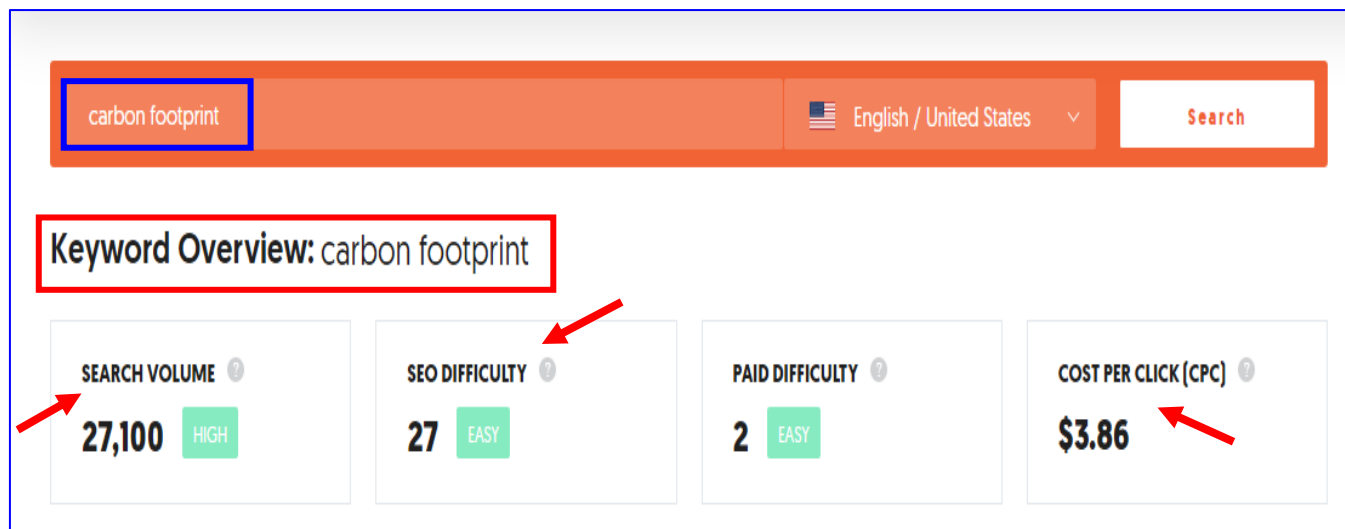 carbon footprint
English / United States
Search
Keyword Overview: carbon footprint
SEARCH VOLUME ?
27,100 HIGH
SEO DIFFICULTY ?
27 EASY
PAID DIFFICULTY ?
2 EASY
COST PER CLICK (CPC) ?
$3.86